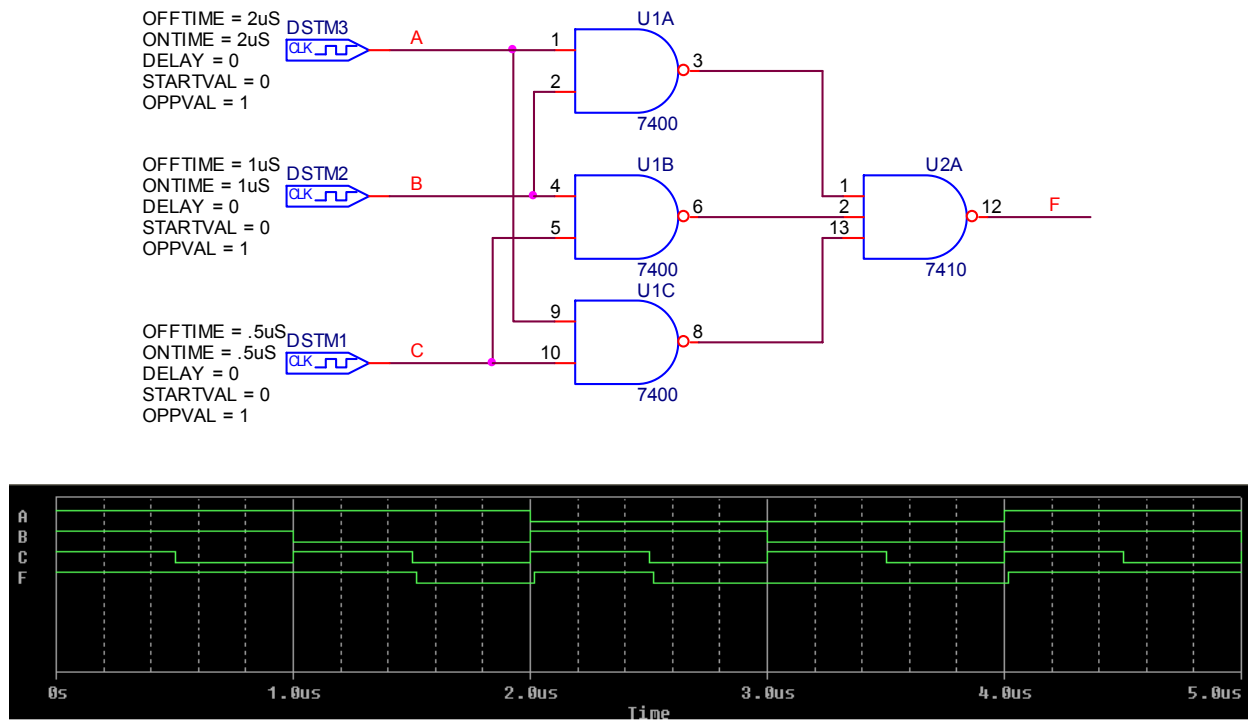 OFFTIME = 2uS
ONTIME = 2uS
DELAY = 0
STARTVAL = 0
OPPVAL = 1
DSTM3
CLK
A
U1A
1
2
3
7400
OFFTIME = 1uS
ONTIME = 1uS
DELAY = 0
STARTVAL = 0
OPPVAL = 1
DSTM2
CLK
B
U1B
4
5
6
7400
U2A
1
2
13
12
F
7410
OFFTIME = .5uS
ONTIME = .5uS
DELAY = 0
STARTVAL = 0
OPPVAL = 1
DSTM1
CLK
C
U1C
9
10
8
7400
A
B
C
F
0s 1.0us 2.0us 3.0us 4.0us 5.0us
Time